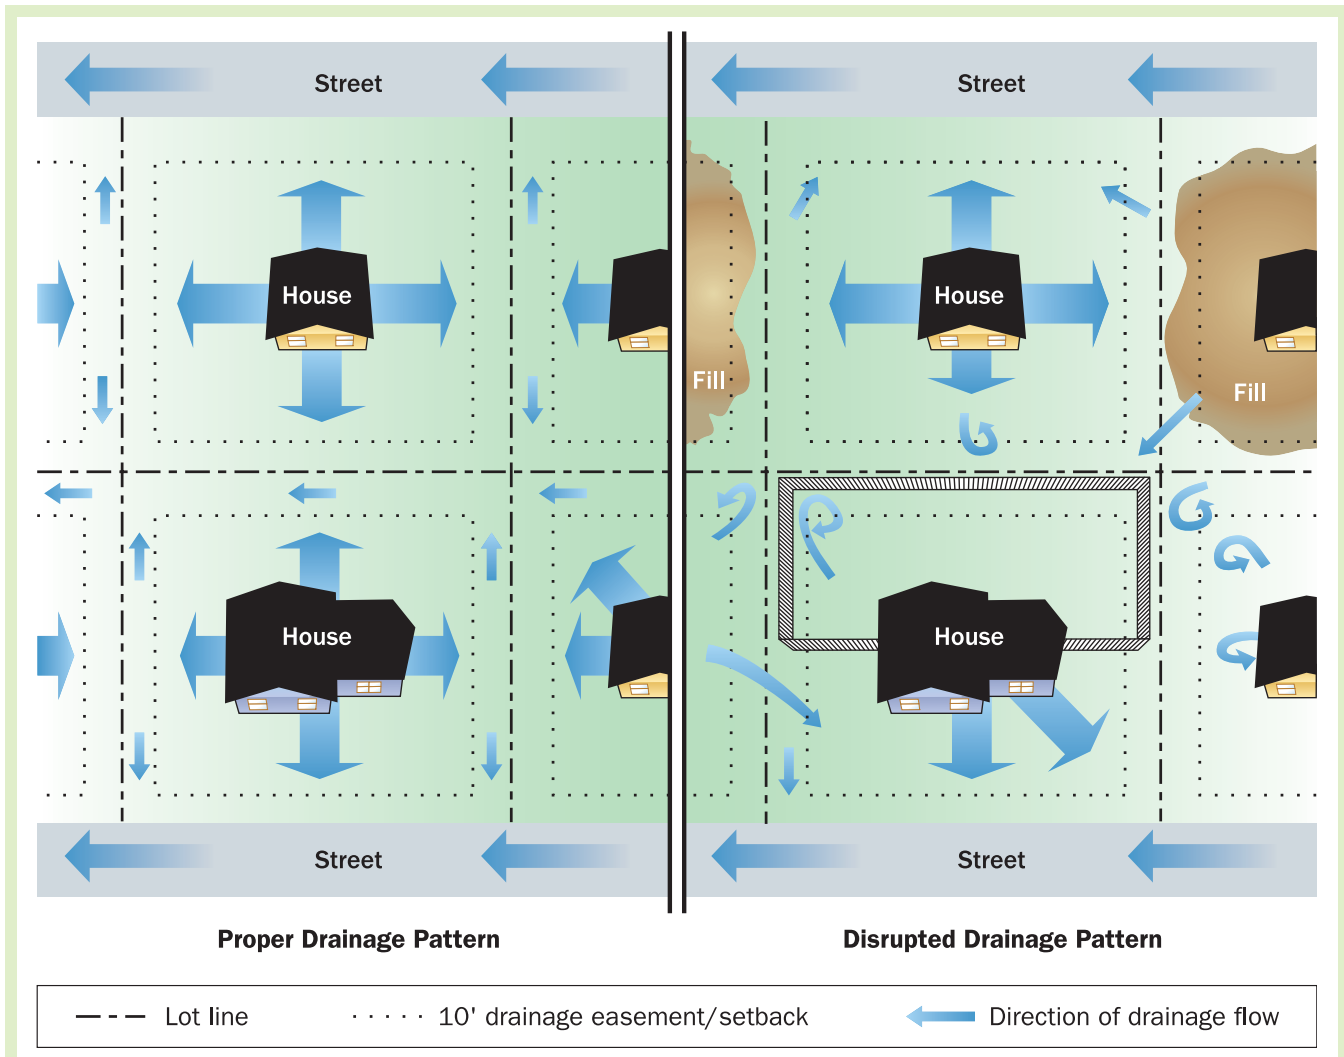 Street
Street
House
House
Fill
Fill
House
House
Street
Street
Proper Drainage Pattern
Disrupted Drainage Pattern
Lot line
10' drainage easement/setback
Direction of drainage flow